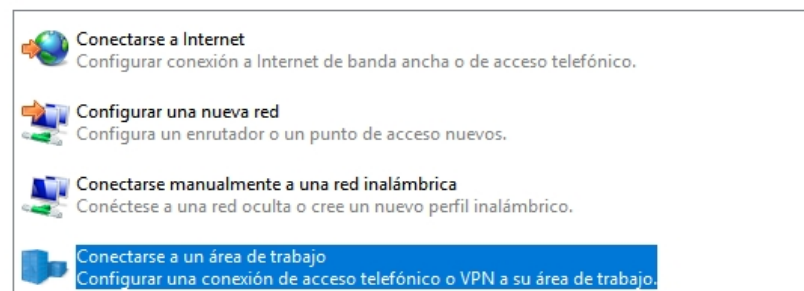 Conectarse a Internet
Configurar conexión a Internet de banda ancha o de acceso telefónico.
Configurar una nueva red
Configura un enrutador o un punto de acceso nuevos.
Conectarse manualmente a una red inalámbrica
Conéctese a una red oculta o cree un nuevo perfil inalámbrico.
Conectarse a un área de trabajo
Configurar una conexión de acceso telefónico o VPN a su área de trabajo.